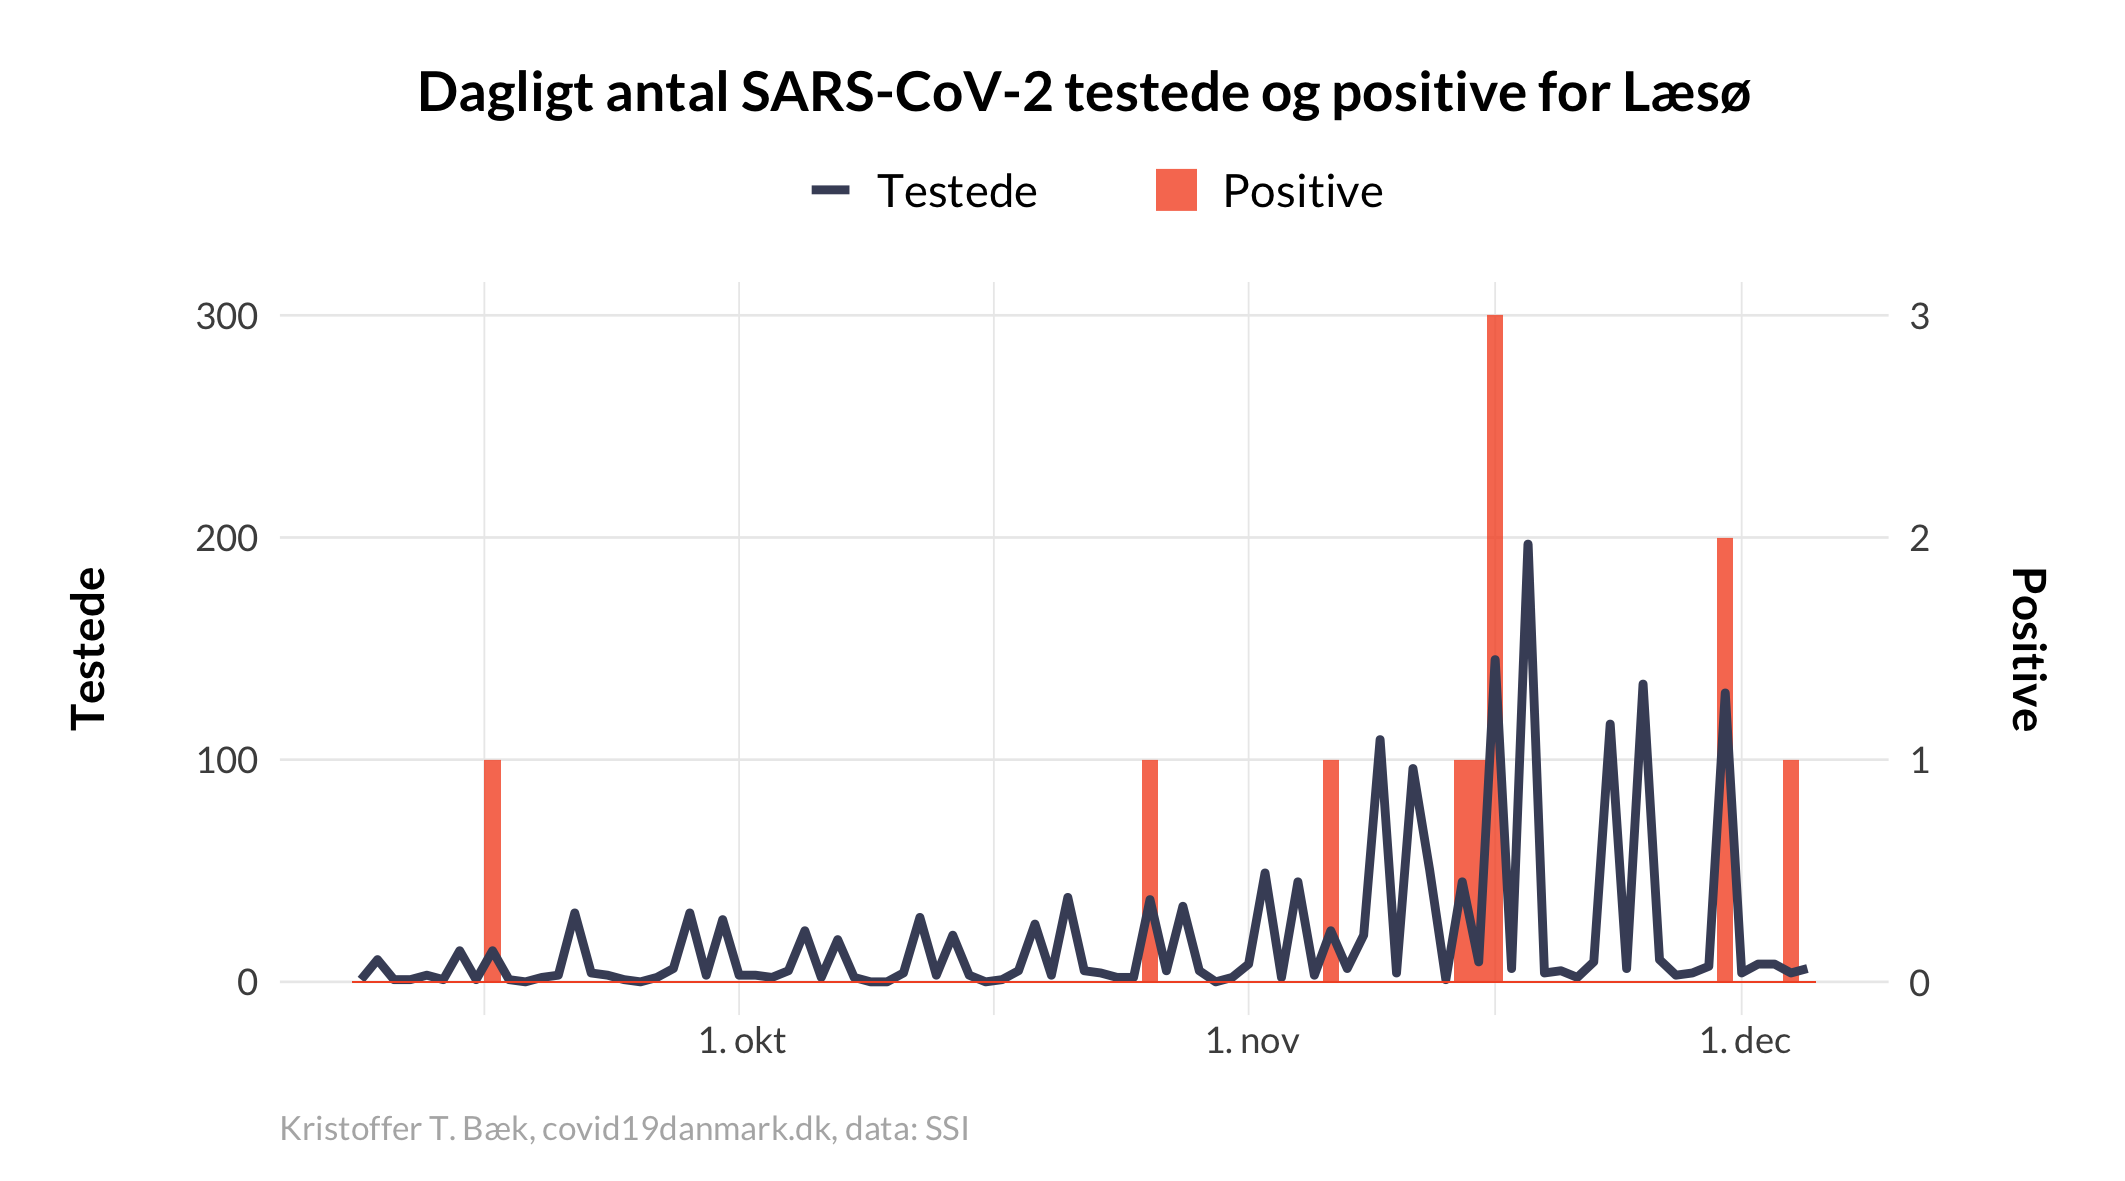 Dagligt antal SARS-CoV-2 testede og positive for Læsø
Testede
Positive
300
200
100
0
Testede
3
2
1
0
Positive
1. okt
1. nov
1. dec
Kristoffer T. Bæk, covid19danmark.dk, data: SSI